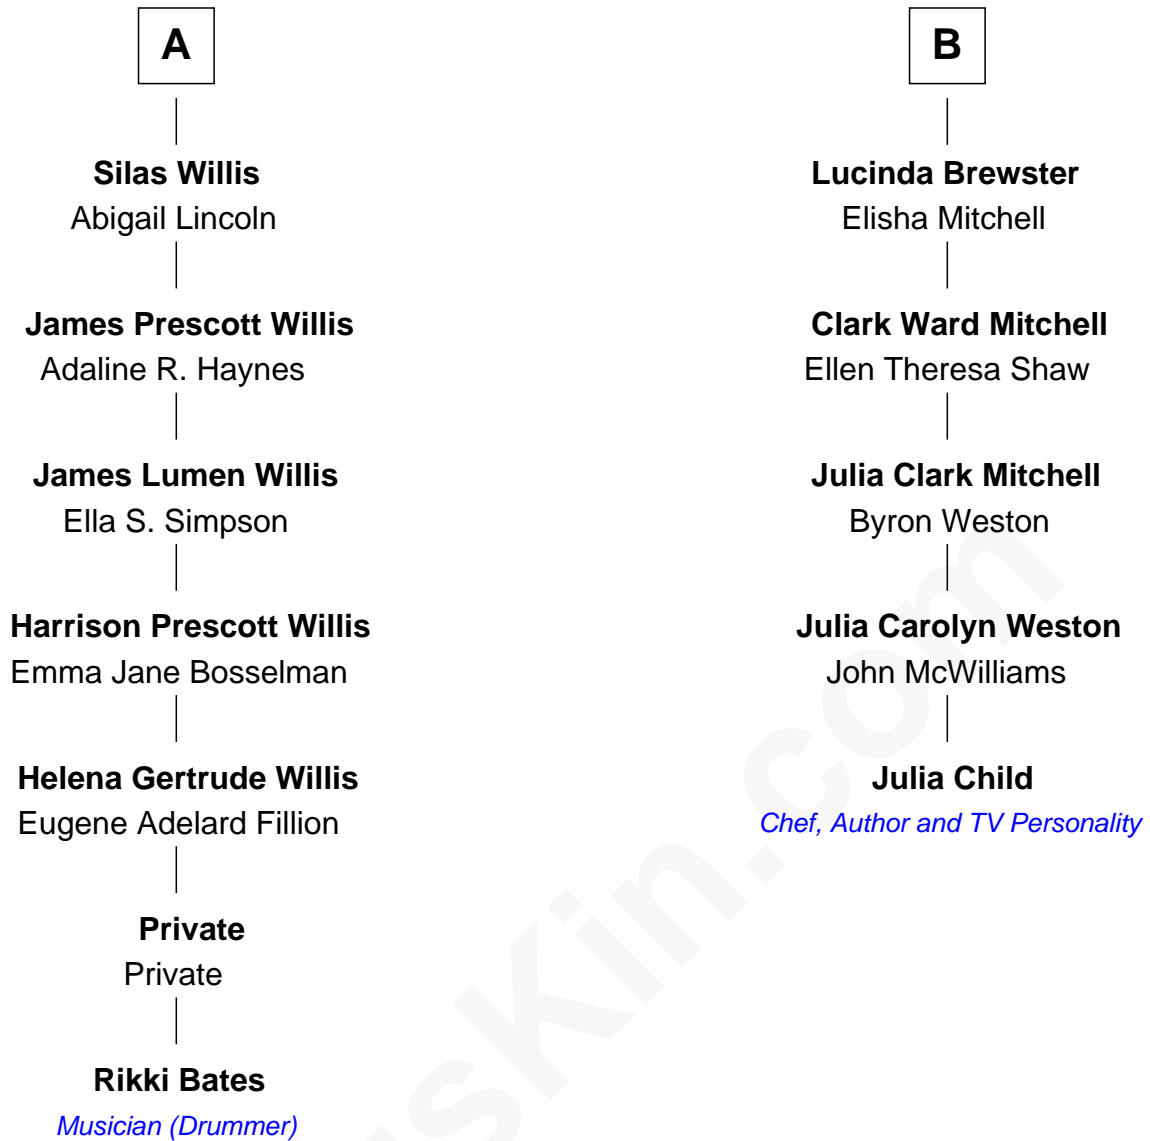 A
Silas Willis
Abigail Lincoln
James Prescott Willis
Adaline R. Haynes
James Lumen Willis
Ella S. Simpson
Harrison Prescott Willis
Emma Jane Bosselman
Helena Gertrude Willis
Eugene Adelard Fillion
Private
Private
Rikki Bates
Musician (Drummer)
B
Lucinda Brewster
Elisha Mitchell
Clark Ward Mitchell
Ellen Theresa Shaw
Julia Clark Mitchell
Byron Weston
Julia Carolyn Weston
John McWilliams
Julia Child
Chef, Author and TV Personality
usKin.com